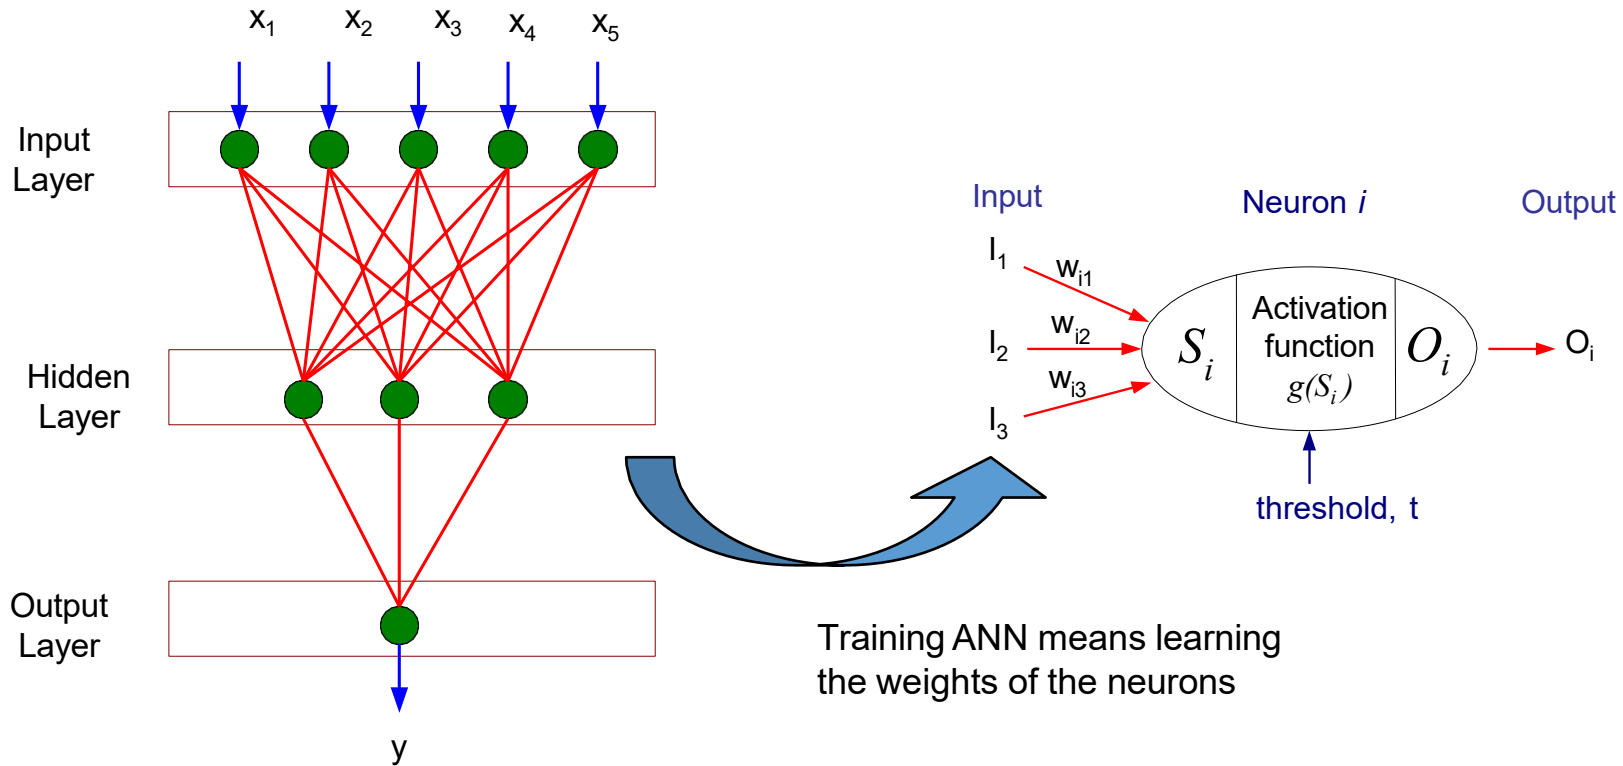 x₁ x₂ x₃ x₄ x₅
Input
Layer
Hidden
Layer
Output
Layer
y
Input
Neuron i
Output
I₁
I₂
I₃
wᵢ₁
wᵢ₂
wᵢ₃
Sᵢ
Activation
function
g(Sᵢ)
Oᵢ
Oᵢ
threshold, t
Training ANN means learning
the weights of the neurons